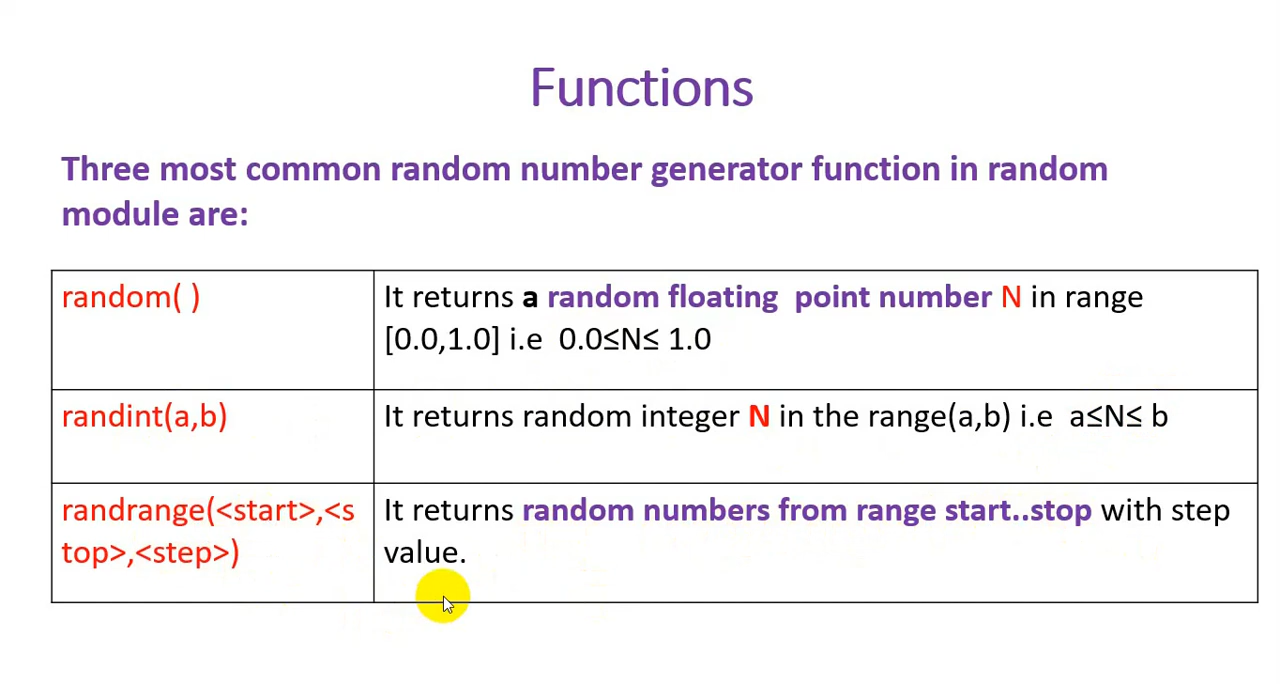 Functions
Three most common random number generator function in random
module are:
random( )
It returns a random floating point number N in range
[0.0,1.0] i.e 0.0≤N≤ 1.0
randint(a,b)
It returns random integer N in the range(a,b) i.e a≤N≤ b
randrange(<start>,<s
top>,<step>)
It returns random numbers from range start..stop with step
value.